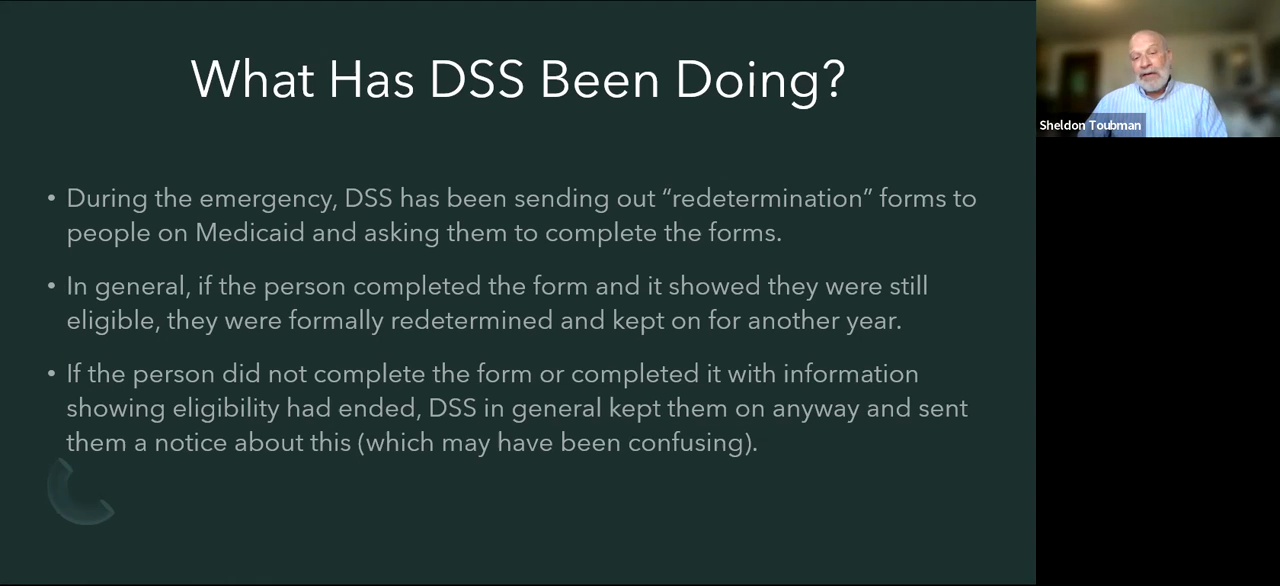 What Has DSS Been Doing?
• During the emergency, DSS has been sending out “redetermination” forms to
people on Medicaid and asking them to complete the forms.
• In general, if the person completed the form and it showed they were still
eligible, they were formally redetermined and kept on for another year.
• If the person did not complete the form or completed it with information
showing eligibility had ended, DSS in general kept them on anyway and sent
them a notice about this (which may have been confusing).
Sheldon Toubman